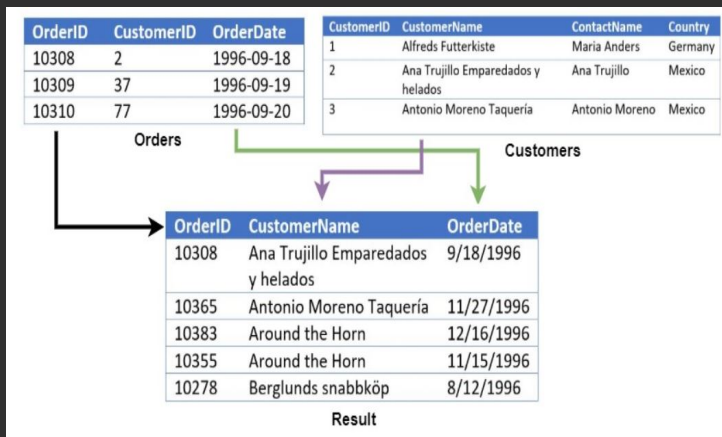 OrderID CustomerID OrderDate
10308 2 1996-09-18
10309 37 1996-09-19
10310 77 1996-09-20
Orders
CustomerID CustomerName ContactName Country
1 Alfreds Futterkiste Maria Anders Germany
2 Ana Trujillo Emparedados y Ana Trujillo Mexico
helados
3 Antonio Moreno Taquería Antonio Moreno Mexico
Customers
OrderID CustomerName OrderDate
10308 Ana Trujillo Emparedados 9/18/1996
y helados
10365 Antonio Moreno Taquería 11/27/1996
10383 Around the Horn 12/16/1996
10355 Around the Horn 11/15/1996
10278 Berglunds snabbköp 8/12/1996
Result